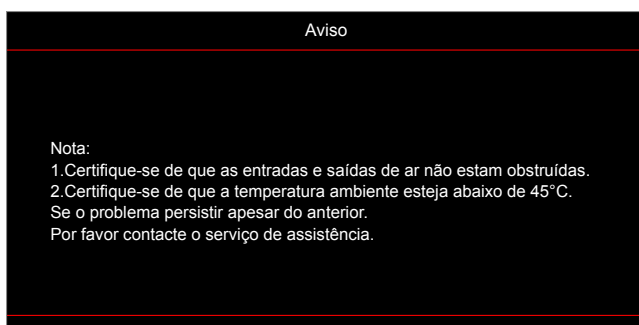 Aviso
Nota:
1.Certifique-se de que as entradas e saídas de ar não estam obstruídas.
2.Certifique-se de que a temperatura ambiente esteja abaixo de 45°C.
Se o problema persistir apesar do anterior.
Por favor contacte o serviço de assistência.